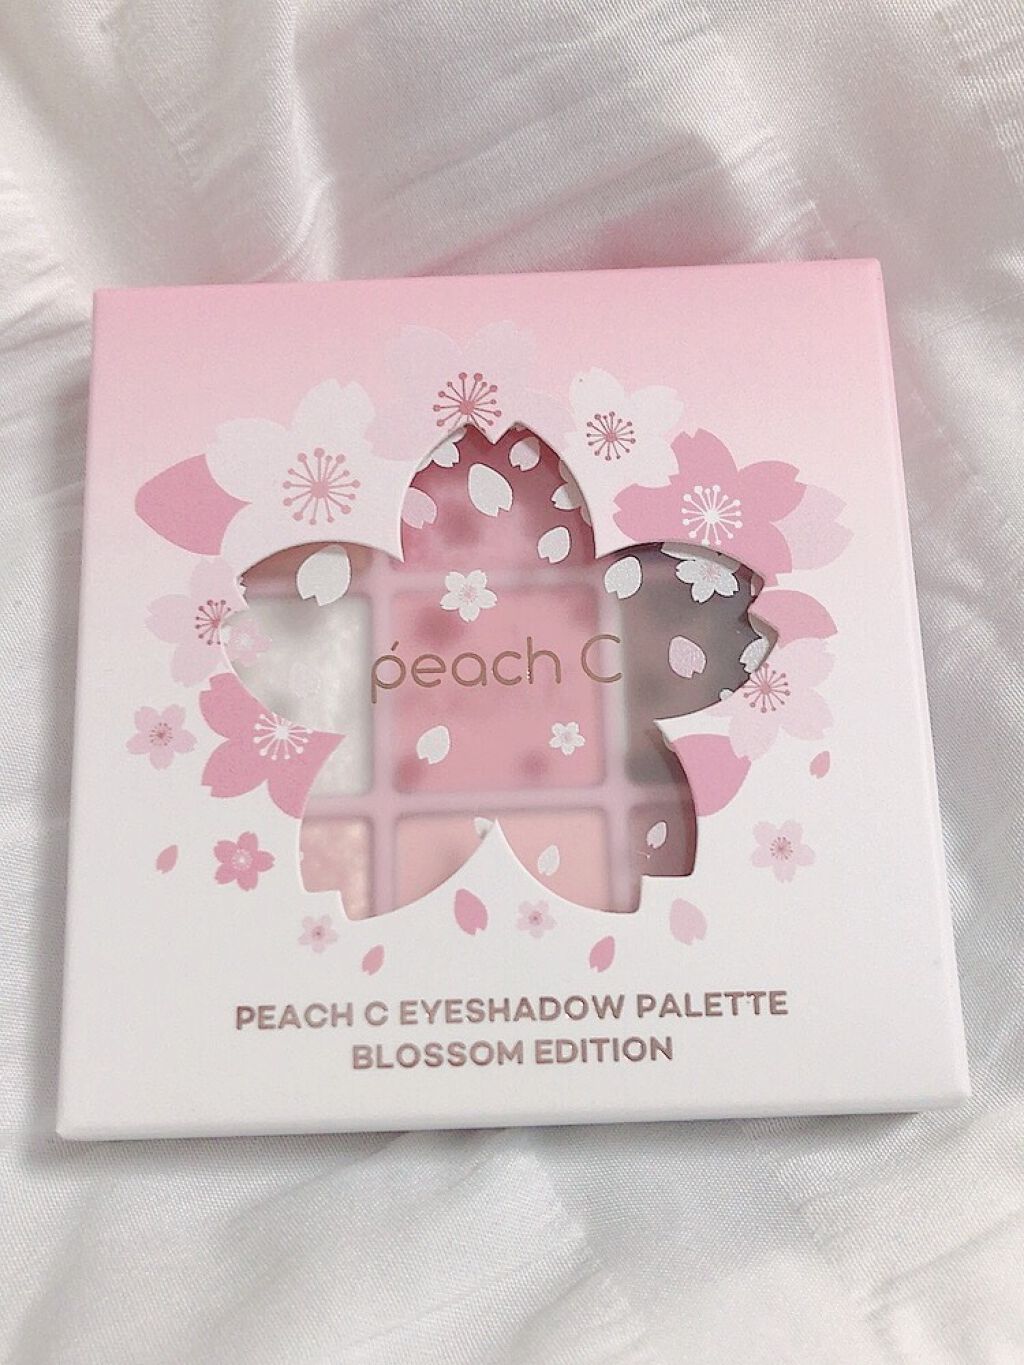 peach C
PEACH C EYESHADOW PALETTE
BLOSSOM EDITION